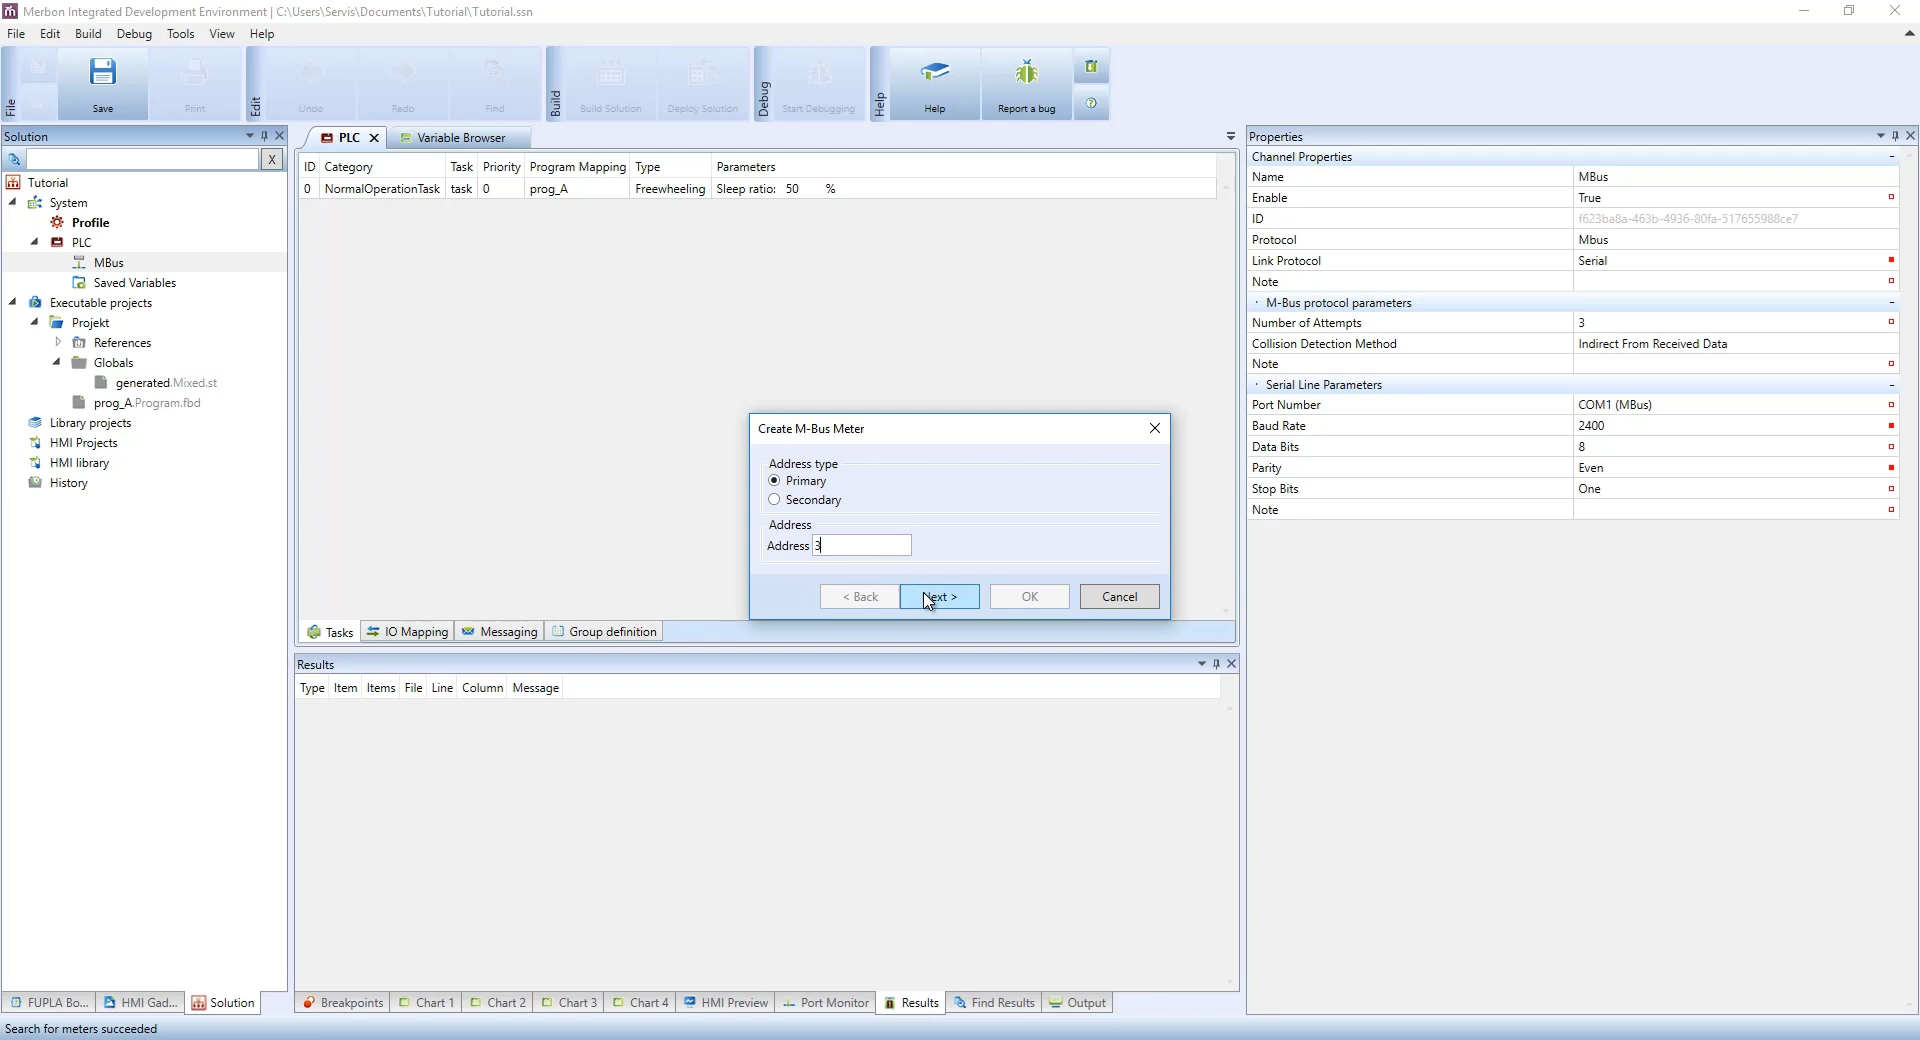 Merbon Integrated Development Environment | C:\Users\Servis\Documents\Tutorial\Tutorial.ssn
File Edit Build Debug Tools View Help
File Save Print Edit Undo Redo Find Build Build Solution Deploy Solution Debug Start Debugging Help Help Report a bug
Solution
X
Tutorial
System
Profile
PLC
MBus
Saved Variables
Executable projects
Projekt
References
Globals
generated.Mixed.st
prog_A.Program.fbd
Library projects
HMI Projects
HMI library
History
FUPLA Bo... HMI Gad... Solution
PLC Variable Browser
ID Category Task Priority Program Mapping Type Parameters
0 NormalOperationTask task 0 prog_A Freewheeling Sleep ratio: 50 %
Create M-Bus Meter
Address type
Primary
Secondary
Address
Address 3
< Back Next > OK Cancel
Tasks IO Mapping Messaging Group definition
Results
Type Item Items File Line Column Message
Breakpoints Chart 1 Chart 2 Chart 3 Chart 4 HMI Preview Port Monitor Results Find Results Output
Properties
Channel Properties
Name MBus
Enable True
ID f623ba8a-463b-4936-80fa-517655988ce7
Protocol Mbus
Link Protocol Serial
Note
M-Bus protocol parameters
Number of Attempts 3
Collision Detection Method Indirect From Received Data
Note
Serial Line Parameters
Port Number COM1 (MBus)
Baud Rate 2400
Data Bits 8
Parity Even
Stop Bits One
Note
Search for meters succeeded